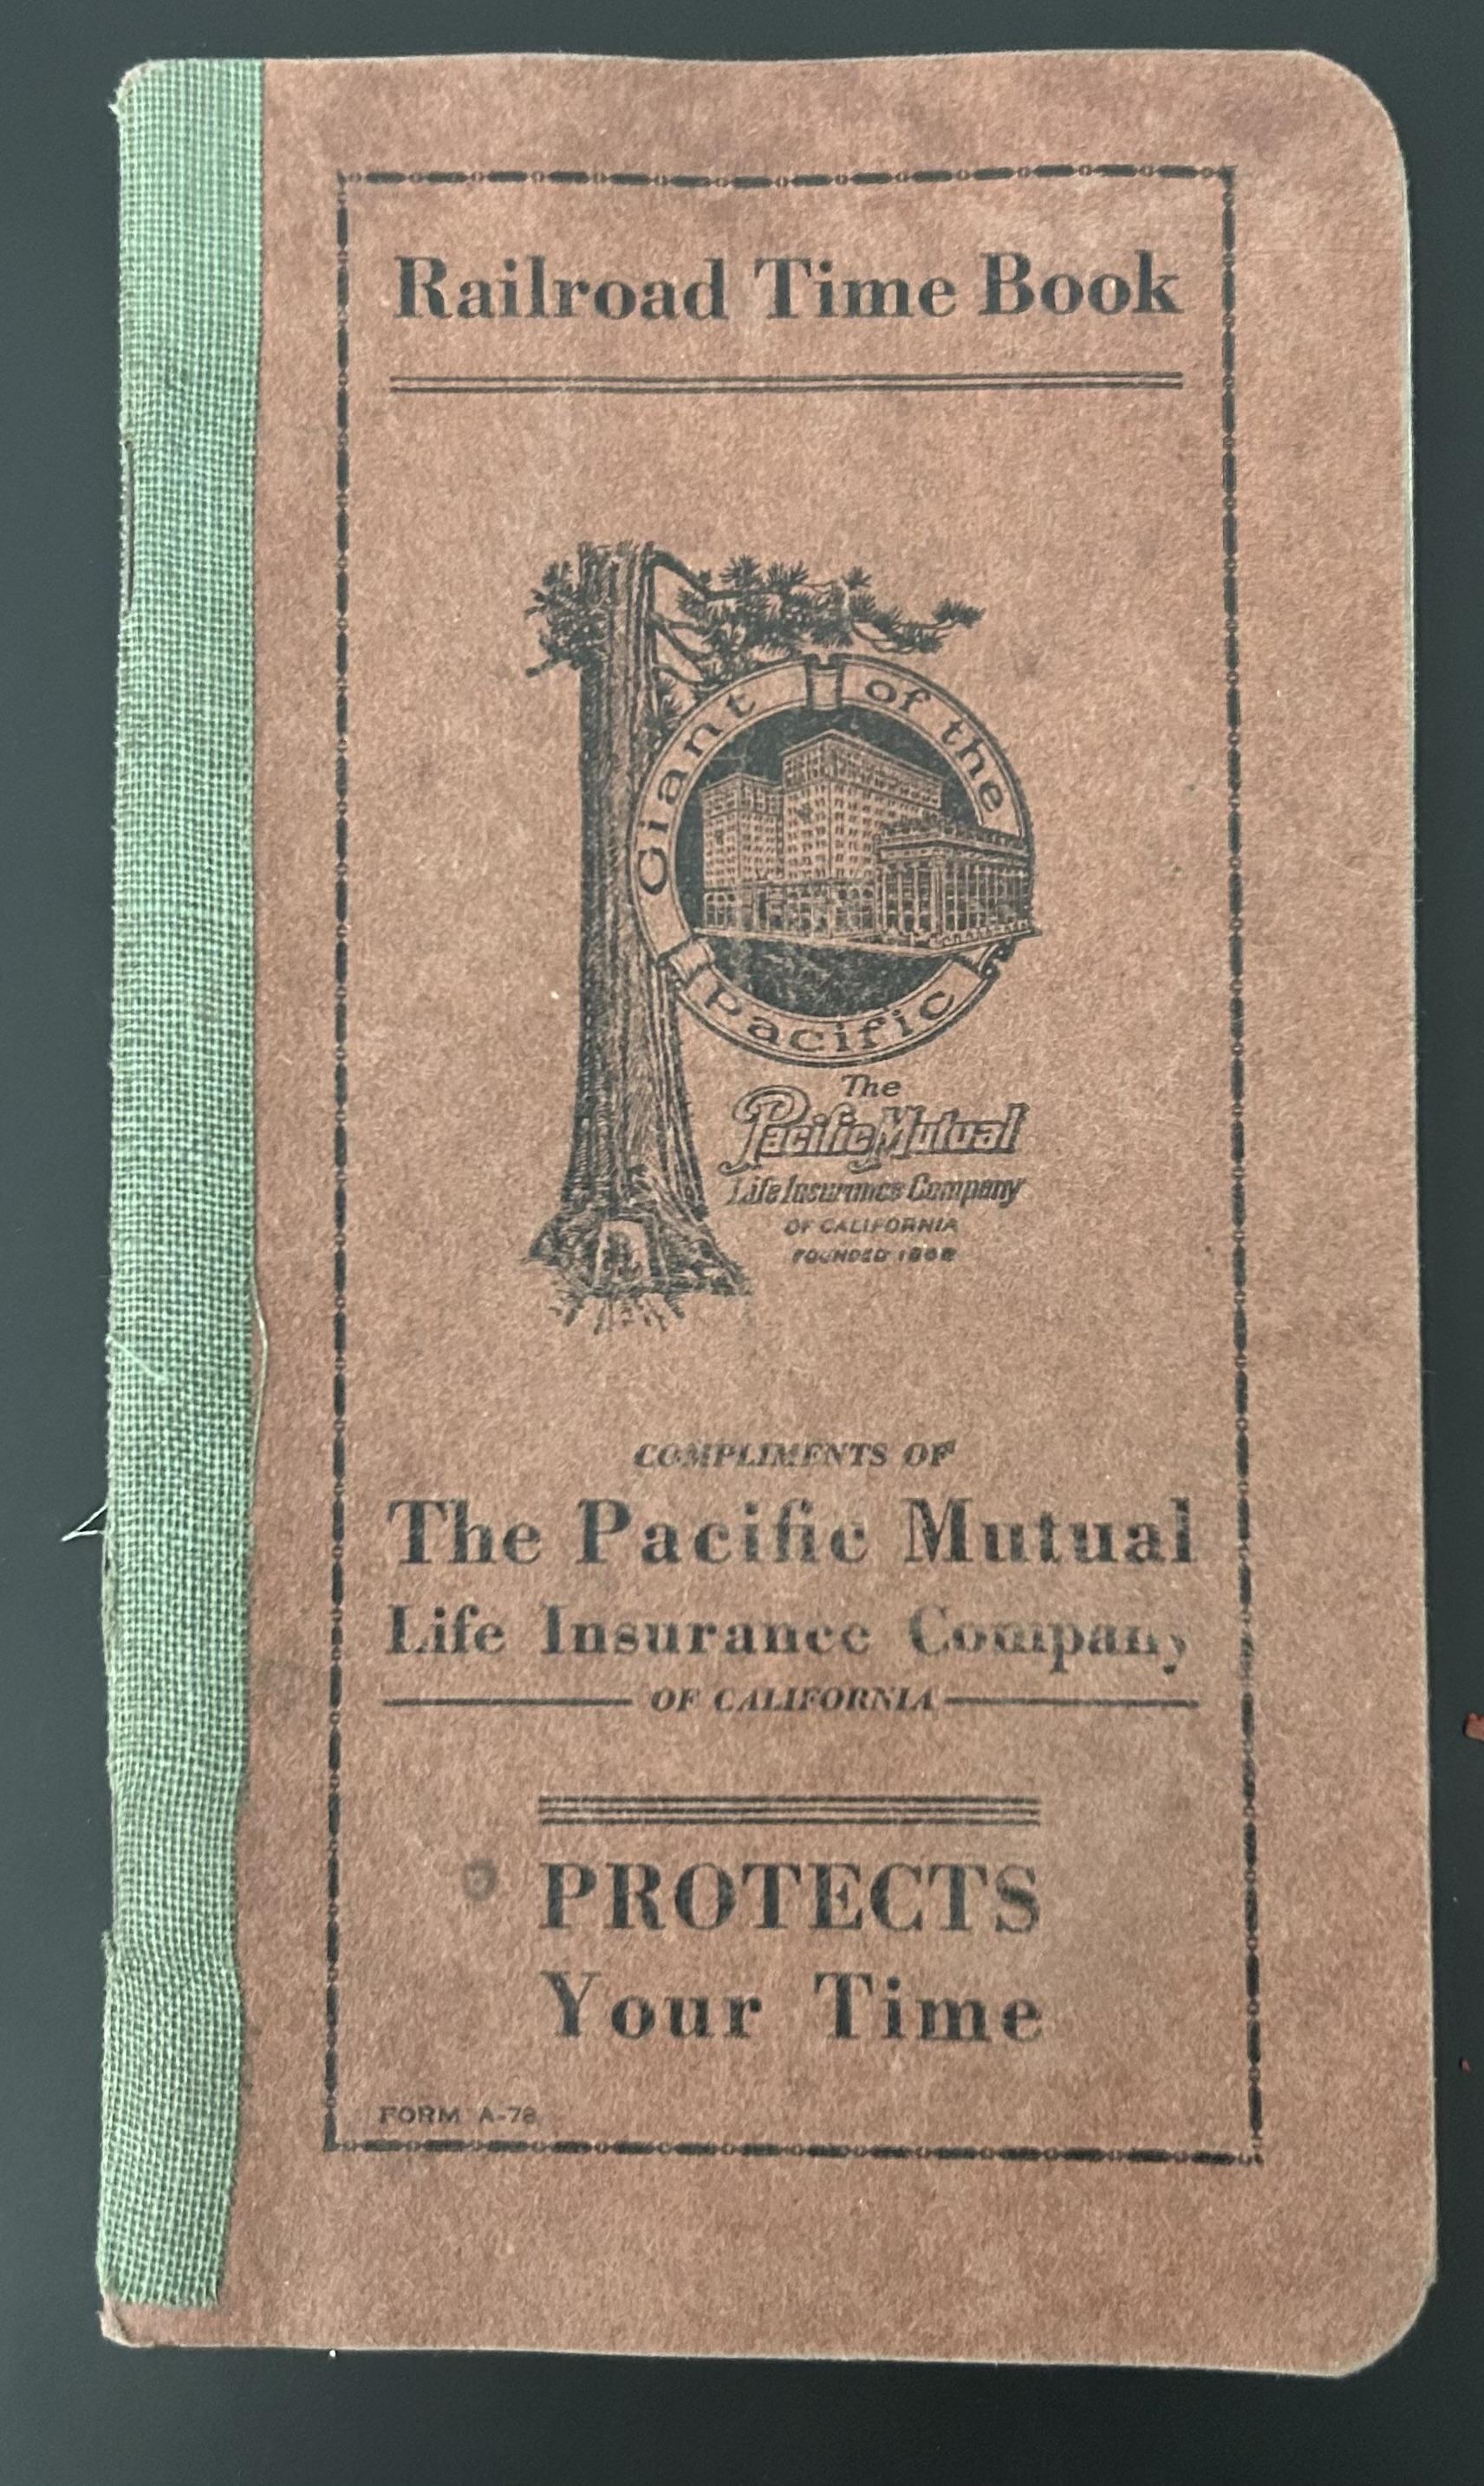 Railroad Time Book
Giant of the
Pacific
The
Pacific Mutual
Life Insurance Company
OF CALIFORNIA
FOUNDED 1868
COMPLIMENTS OF
The Pacific Mutual
Life Insurance Company
OF CALIFORNIA
PROTECTS
Your Time
FORM A-78